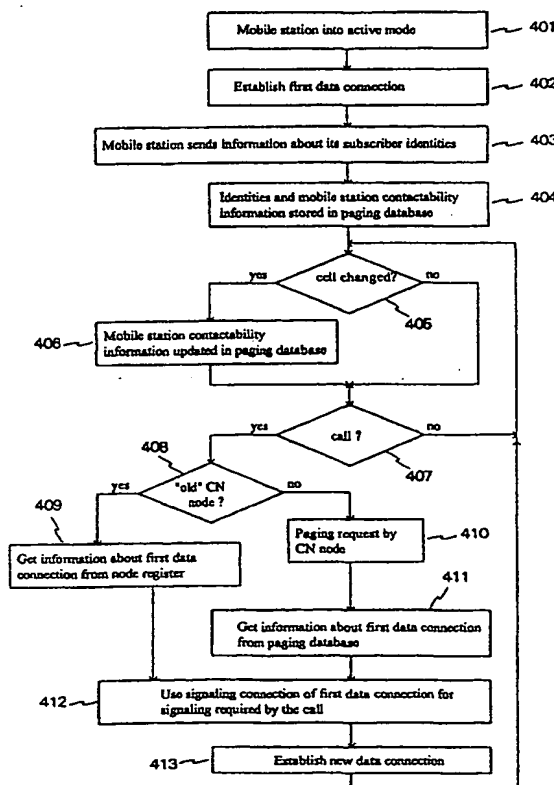 Mobile station into active mode
401
Establish first data connection
402
Mobile station sends information about its subscriber identities
403
Identities and mobile station contactability
information stored in paging database
404
yes
cell changed?
no
405
406
Mobile station contactability
information updated in paging database
yes
call ?
no
407
408
yes
"old" CN
node ?
no
409
Get information about first data
connection from node register
Paging request by
CN node
410
411
Get information about first data connection
from paging database
412
Use signaling connection of first data connection for
signaling required by the call
413
Establish new data connection